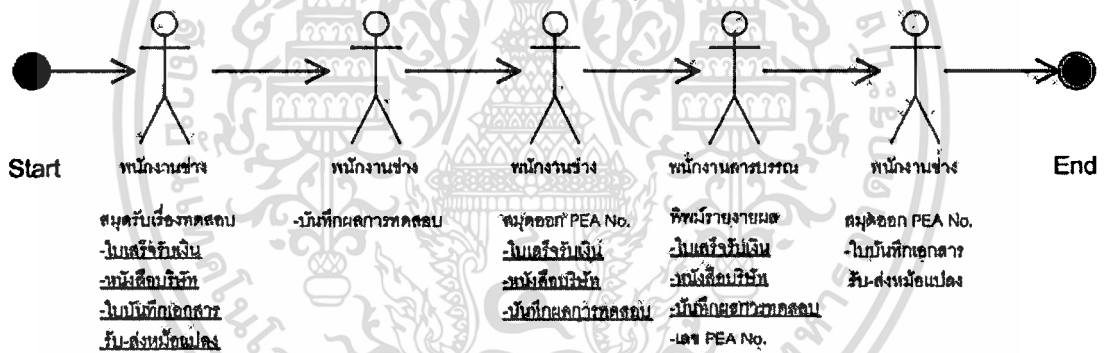 Start
พนักงานช่าง
พนักงานช่าง
พนักงานช่าง
พนักงานสารบรรณ
พนักงานช่าง
End
สมุดรับเรื่องทดสอบ
-ใบเสร็จรับเงิน
-หนังสือบริษัท
-ใบบันทึกเอกสาร
รับ-ส่งหม้อแปลง
-บันทึกผลการทดสอบ
สมุดออก PEA No.
-ใบเสร็จรับเงิน
-หนังสือบริษัท
-บันทึกผลการทดสอบ
พิมพ์รายงานผล
-ใบเสร็จรับเงิน
-หนังสือบริษัท
-บันทึกผลการทดสอบ
-เลข PEA No.
สมุดออก PEA No.
-ใบบันทึกเอกสาร
รับ-ส่งหม้อแปลง